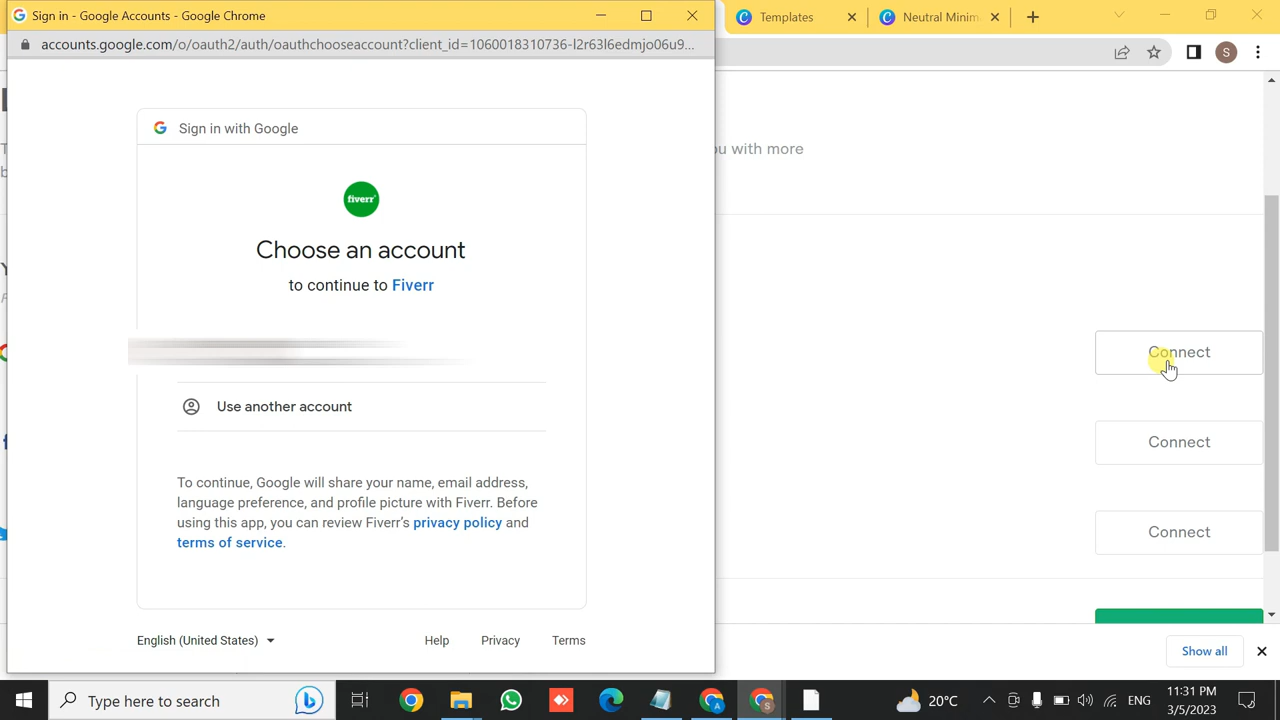 Sign in - Google Accounts - Google Chrome
Templates
Neutral Minim
accounts.google.com/o/oauth2/auth/oauthchooseaccount?client_id=1060018310736-l2r63l6edmjo06u9...
S
Sign in with Google
fiverr
Choose an account
to continue to Fiverr
Use another account
To continue, Google will share your name, email address,
language preference, and profile picture with Fiverr. Before
using this app, you can review Fiverr's privacy policy and
terms of service.
English (United States)
Help
Privacy
Terms
ou with more
Connect
Connect
Connect
Show all
Type here to search
20°C
ENG
11:31 PM
3/5/2023